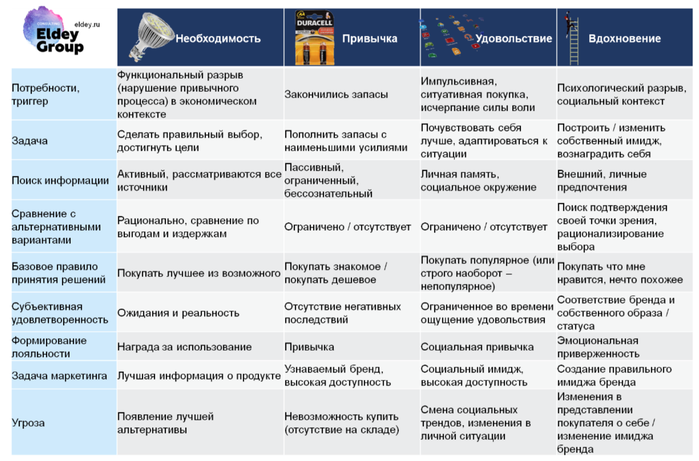 eldey.ru
Eldey
Group
Необходимость
DURACELL
Привычка
Удовольствие
Вдохновение
Потребности,
триггер
Функциональный разрыв
(нарушение привычного
процесса) в экономическом
контексте
Закончились запасы
Импульсивная,
ситуативная покупка,
исчерпание силы воли
Психологический разрыв,
социальный контекст
Задача
Сделать правильный выбор,
достигнуть цели
Пополнить запасы с
наименьшими усилиями
Почувствовать себя
лучше, адаптироваться к
ситуации
Построить / изменить
собственный имидж,
вознаградить себя
Поиск информации
Активный, рассматриваются все
источники
Пассивный,
ограниченный,
бессознательный
Личная память,
социальное окружение
Внешний, личные
предпочтения
Сравнение с
альтернативными
вариантами
Рационально, сравнение по
выгодам и издержкам
Ограничено / отсутствует
Ограничено / отсутствует
Поиск подтверждения
своей точки зрения,
рационализирование
выбора
Базовое правило
принятия решений
Покупать лучшее из возможного
Покупать знакомое /
покупать дешевое
Покупать популярное (или
строго наоборот –
непопулярное)
Покупать что мне
нравится, нечто похожее
Субъективная
удовлетворенность
Ожидания и реальность
Отсутствие негативных
последствий
Ограниченное во времени
ощущение удовольствия
Соответствие бренда и
собственного образа /
статуса
Формирование
лояльности
Награда за использование
Привычка
Социальная привычка
Эмоциональная
приверженность
Задача маркетинга
Лучшая информация о продукте
Узнаваемый бренд,
высокая доступность
Социальный имидж,
высокая доступность
Создание правильного
имиджа бренда
Угроза
Появление лучшей
альтернативы
Невозможность купить
(отсутствие на складе)
Смена социальных
трендов, изменения в
личной ситуации
Изменения в
представлении
покупателя о себе /
изменение имиджа
бренда